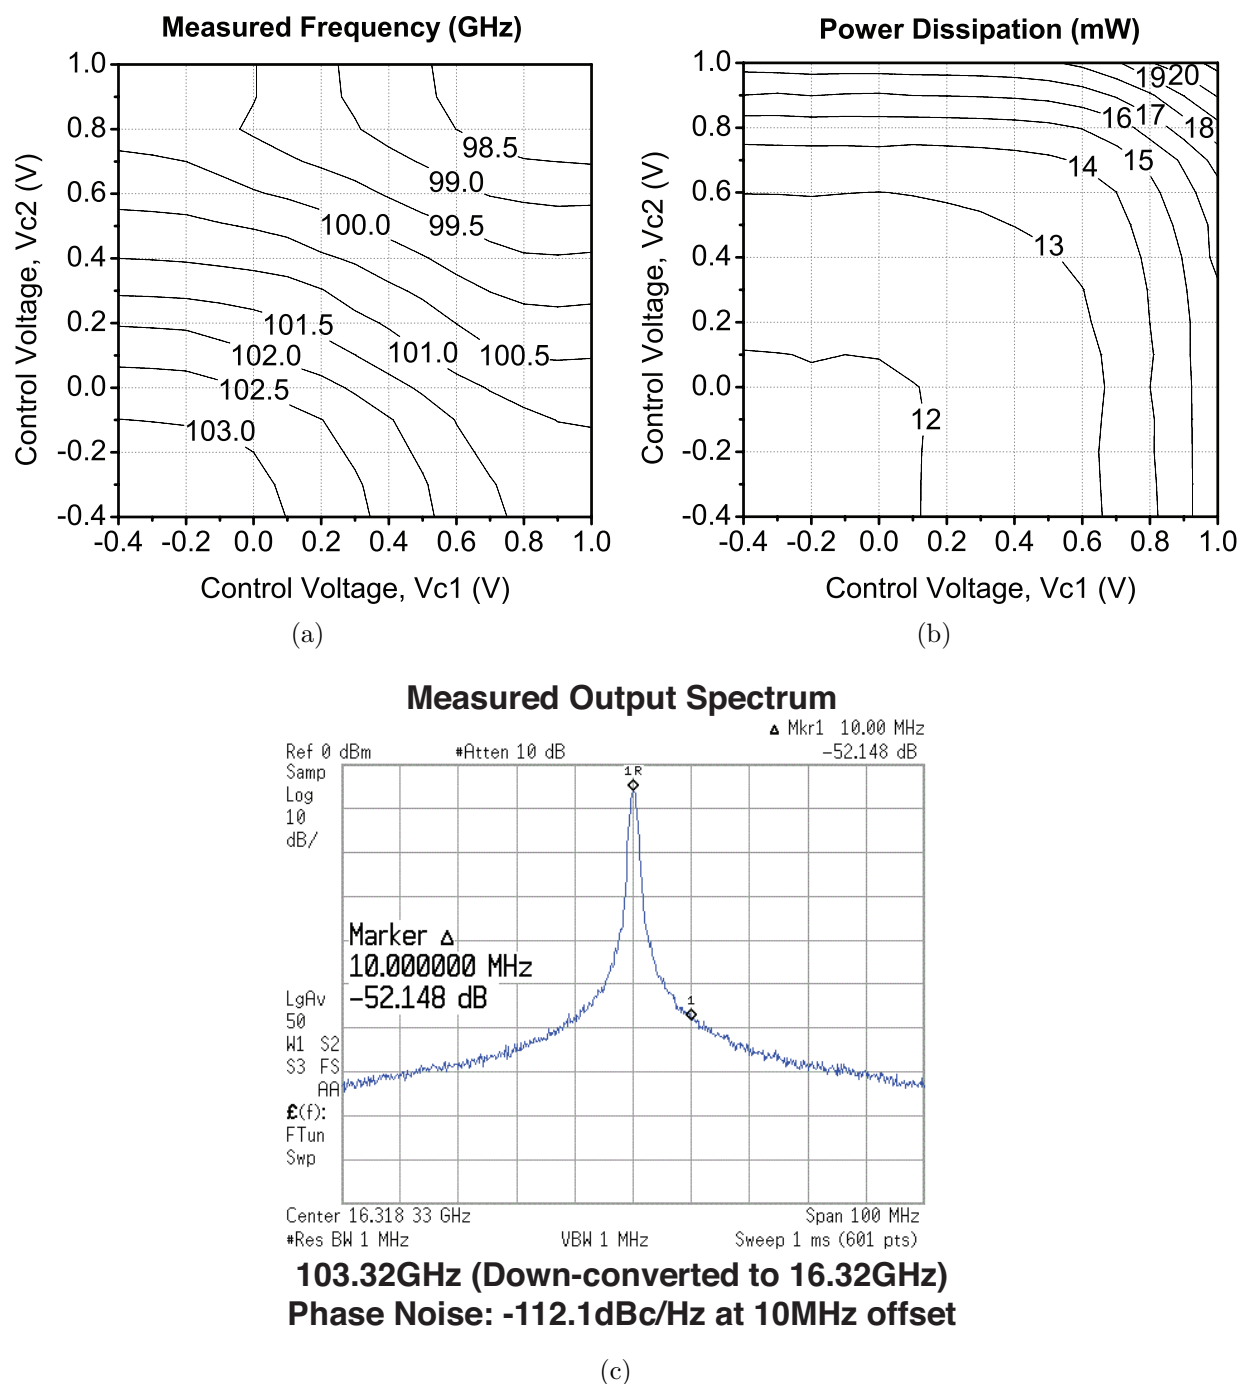 Measured Frequency (GHz)
1.0
0.8
0.6
0.4
0.2
0.0
-0.2
-0.4
Control Voltage, Vc2 (V)
98.5
99.0
99.5
100.0
100.5
101.0
101.5
102.0
102.5
103.0
-0.4 -0.2 0.0 0.2 0.4 0.6 0.8 1.0
Control Voltage, Vc1 (V)
(a)
Power Dissipation (mW)
1.0
0.8
0.6
0.4
0.2
0.0
-0.2
-0.4
Control Voltage, Vc2 (V)
19 20
16 17
18
15
14
13
12
-0.4 -0.2 0.0 0.2 0.4 0.6 0.8 1.0
Control Voltage, Vc1 (V)
(b)
Measured Output Spectrum
Δ Mkr1 10.00 MHz
Ref 0 dBm #Atten 10 dB -52.148 dB
Samp
Log
10
dB/
1R
Marker Δ
10.000000 MHz
-52.148 dB
1
LgAv
50
W1 S2
S3 FS
AA
£(f):
FTun
Swp
Center 16.318 33 GHz Span 100 MHz
#Res BW 1 MHz VBW 1 MHz Sweep 1 ms (601 pts)
103.32GHz (Down-converted to 16.32GHz)
Phase Noise: -112.1dBc/Hz at 10MHz offset
(c)